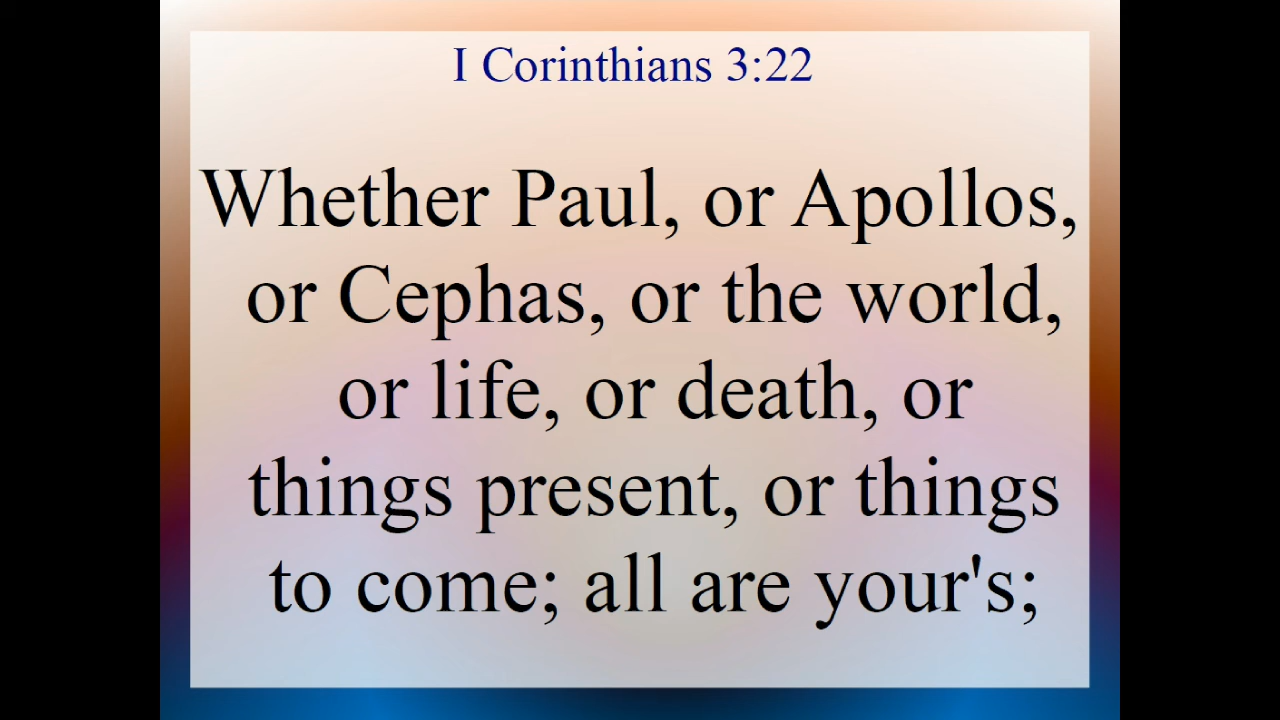 I Corinthians 3:22
Whether Paul, or Apollos,
or Cephas, or the world,
or life, or death, or
things present, or things
to come; all are your's;